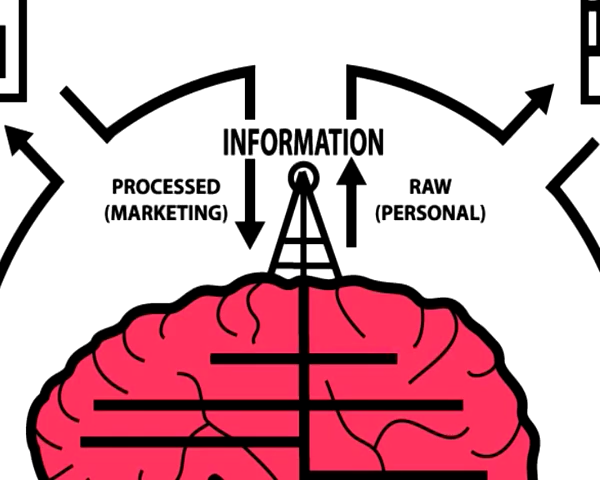 INFORMATION
PROCESSED
(MARKETING)
RAW
(PERSONAL)